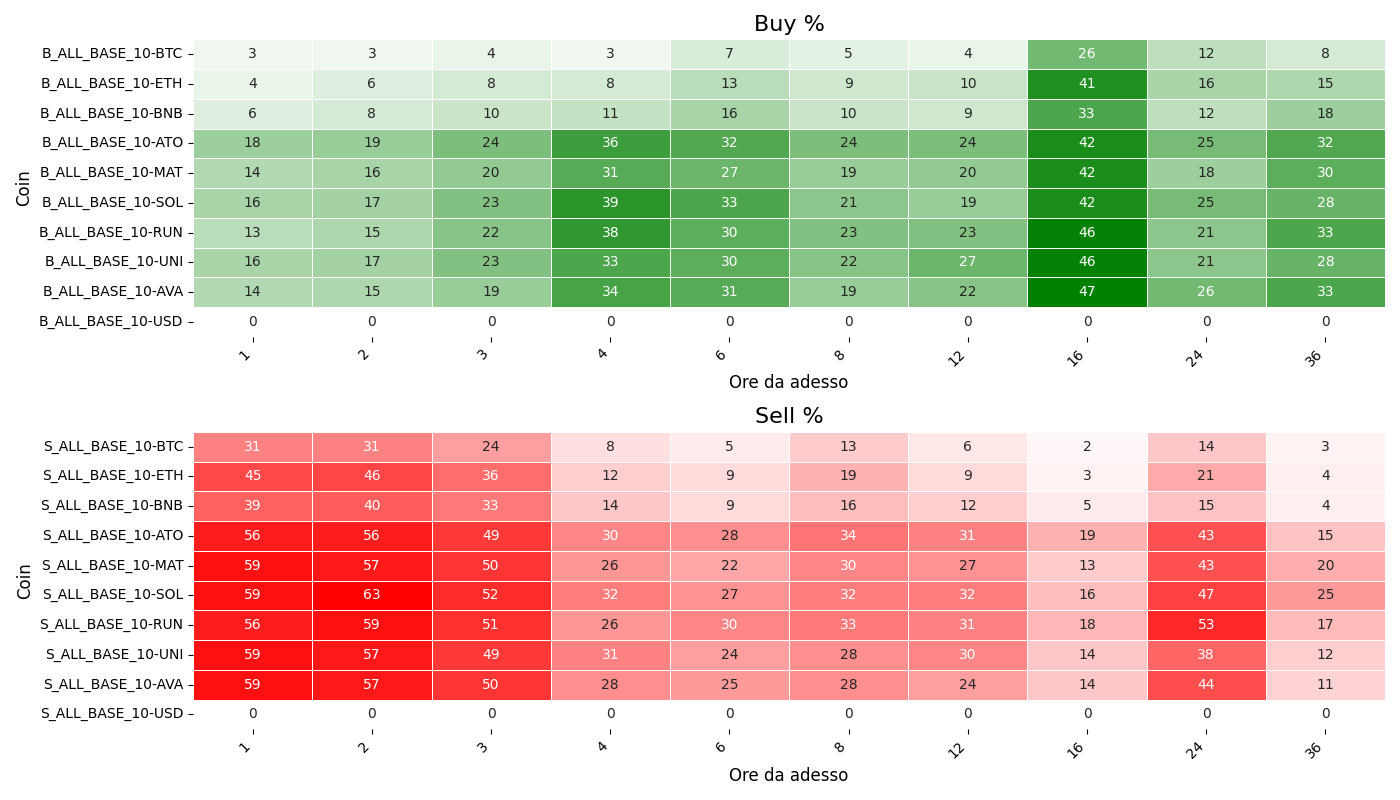 Buy %
Coin
B_ALL_BASE_10-BTC 3 3 4 3 7 5 4 26 12 8
B_ALL_BASE_10-ETH 4 6 8 8 13 9 10 41 16 15
B_ALL_BASE_10-BNB 6 8 10 11 16 10 9 33 12 18
B_ALL_BASE_10-ATO 18 19 24 36 32 24 24 42 25 32
B_ALL_BASE_10-MAT 14 16 20 31 27 19 20 42 18 30
B_ALL_BASE_10-SOL 16 17 23 39 33 21 19 42 25 28
B_ALL_BASE_10-RUN 13 15 22 38 30 23 23 46 21 33
B_ALL_BASE_10-UNI 16 17 23 33 30 22 27 46 21 28
B_ALL_BASE_10-AVA 14 15 19 34 31 19 22 47 26 33
B_ALL_BASE_10-USD 0 0 0 0 0 0 0 0 0 0
1 2 3 4 6 8 12 16 24 36
Ore da adesso
Sell %
Coin
S_ALL_BASE_10-BTC 31 31 24 8 5 13 6 2 14 3
S_ALL_BASE_10-ETH 45 46 36 12 9 19 9 3 21 4
S_ALL_BASE_10-BNB 39 40 33 14 9 16 12 5 15 4
S_ALL_BASE_10-ATO 56 56 49 30 28 34 31 19 43 15
S_ALL_BASE_10-MAT 59 57 50 26 22 30 27 13 43 20
S_ALL_BASE_10-SOL 59 63 52 32 27 32 32 16 47 25
S_ALL_BASE_10-RUN 56 59 51 26 30 33 31 18 53 17
S_ALL_BASE_10-UNI 59 57 49 31 24 28 30 14 38 12
S_ALL_BASE_10-AVA 59 57 50 28 25 28 24 14 44 11
S_ALL_BASE_10-USD 0 0 0 0 0 0 0 0 0 0
1 2 3 4 6 8 12 16 24 36
Ore da adesso